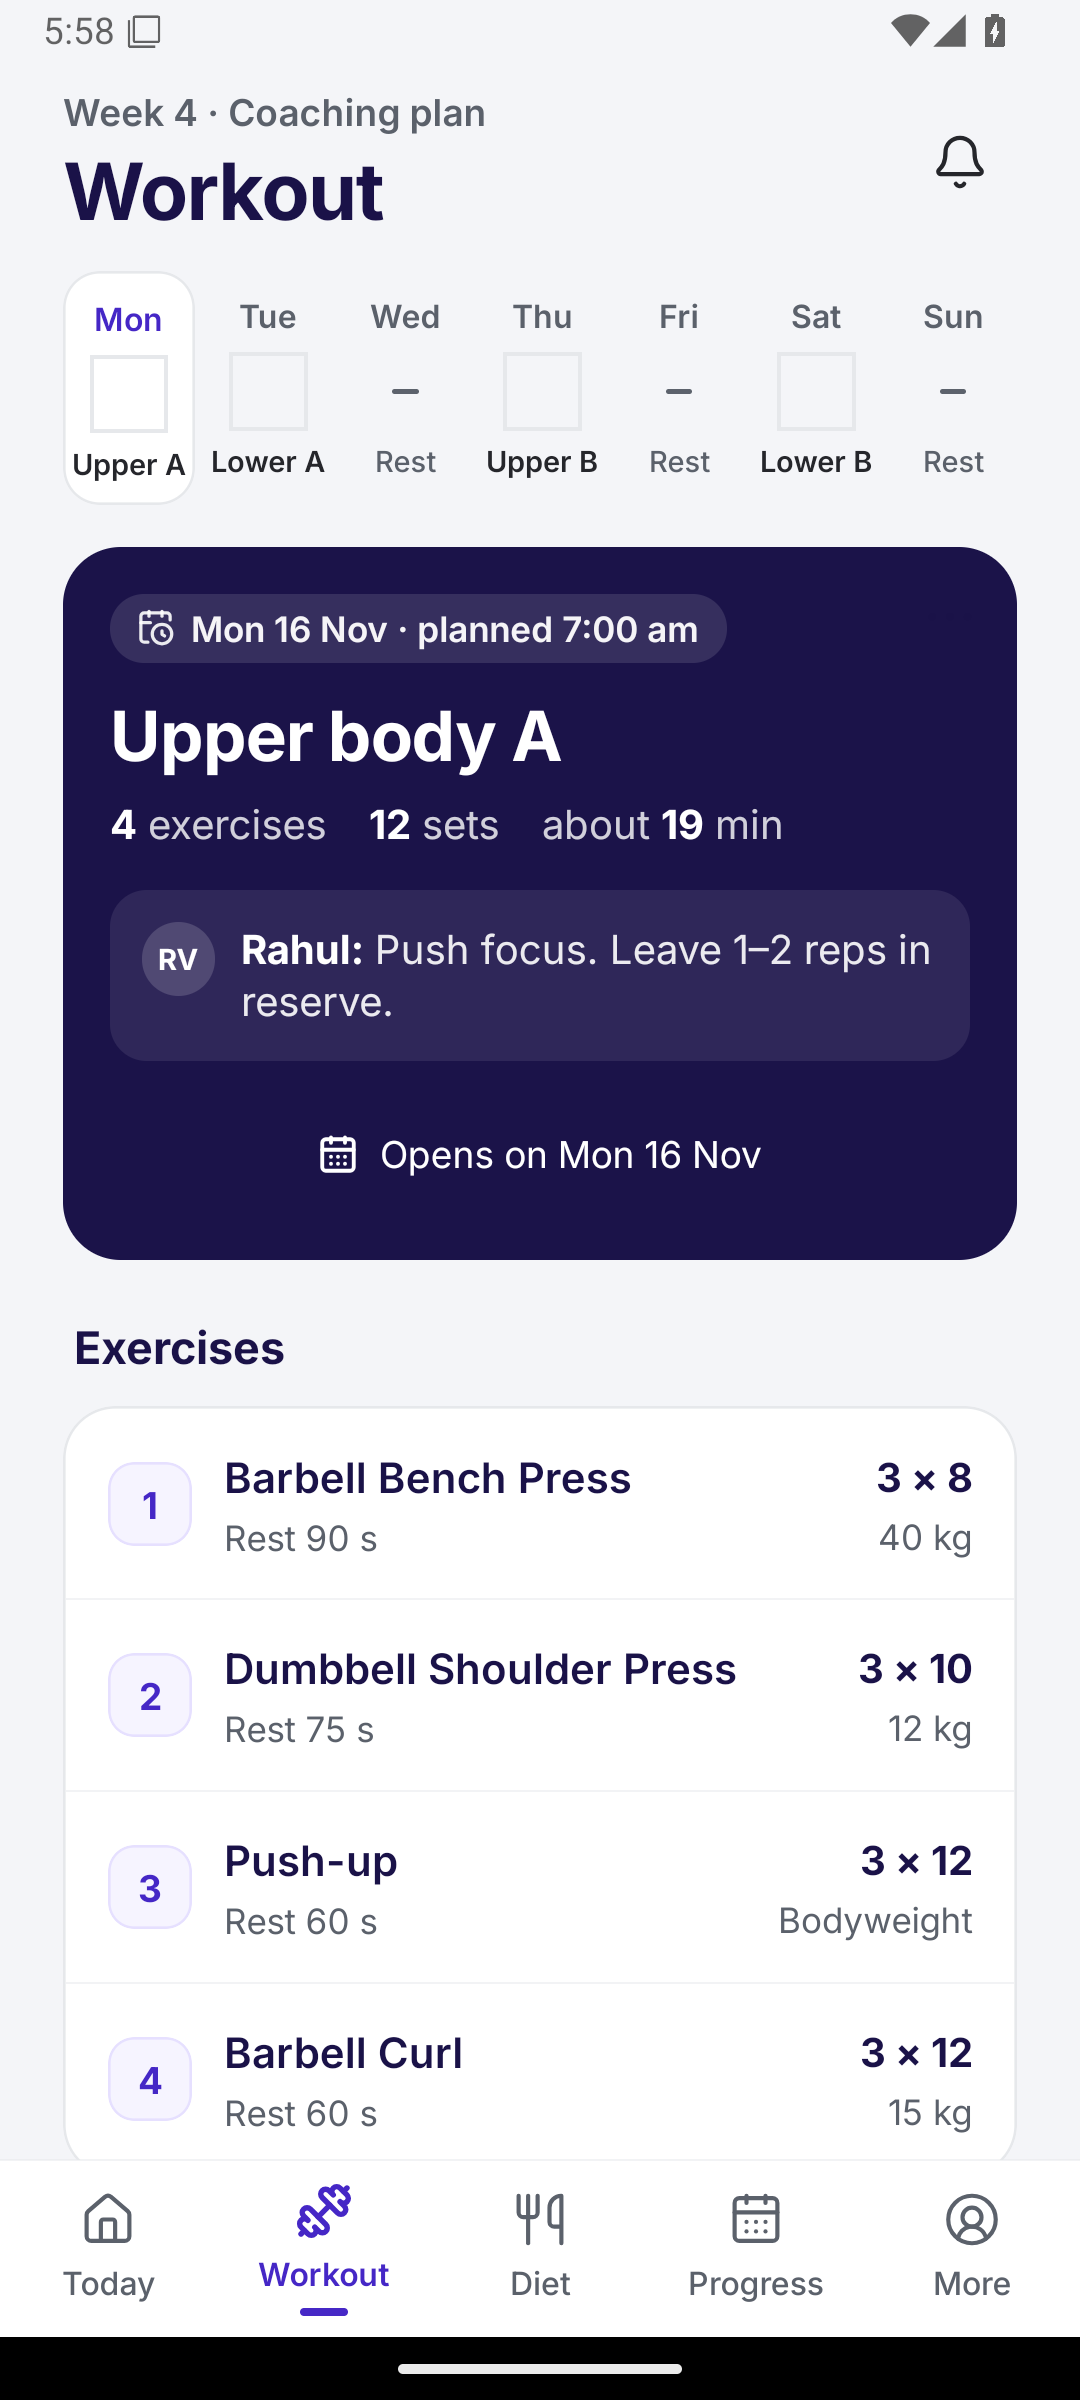 5:58
Week 4 · Coaching plan
Workout
Mon Tue Wed Thu Fri Sat Sun
Upper A Lower A Rest Upper B Rest Lower B Rest
Mon 16 Nov · planned 7:00 am
Upper body A
4 exercises 12 sets about 19 min
RV Rahul: Push focus. Leave 1–2 reps in
reserve.
Opens on Mon 16 Nov
Exercises
1 Barbell Bench Press 3 × 8
Rest 90 s 40 kg
2 Dumbbell Shoulder Press 3 × 10
Rest 75 s 12 kg
3 Push-up 3 × 12
Rest 60 s Bodyweight
4 Barbell Curl 3 × 12
Rest 60 s 15 kg
Today Workout Diet Progress More